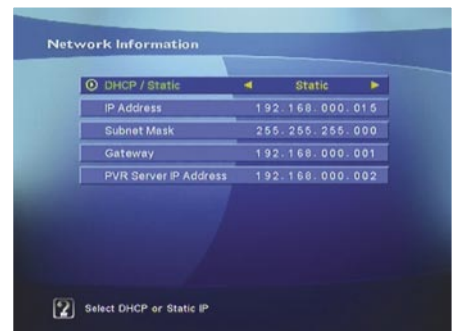 Network Information
DHCP / Static Static
IP Address 192.168.000.015
Subnet Mask 255.255.255.000
Gateway 192.168.000.001
PVR Server IP Address 192.168.000.002
? Select DHCP or Static IP